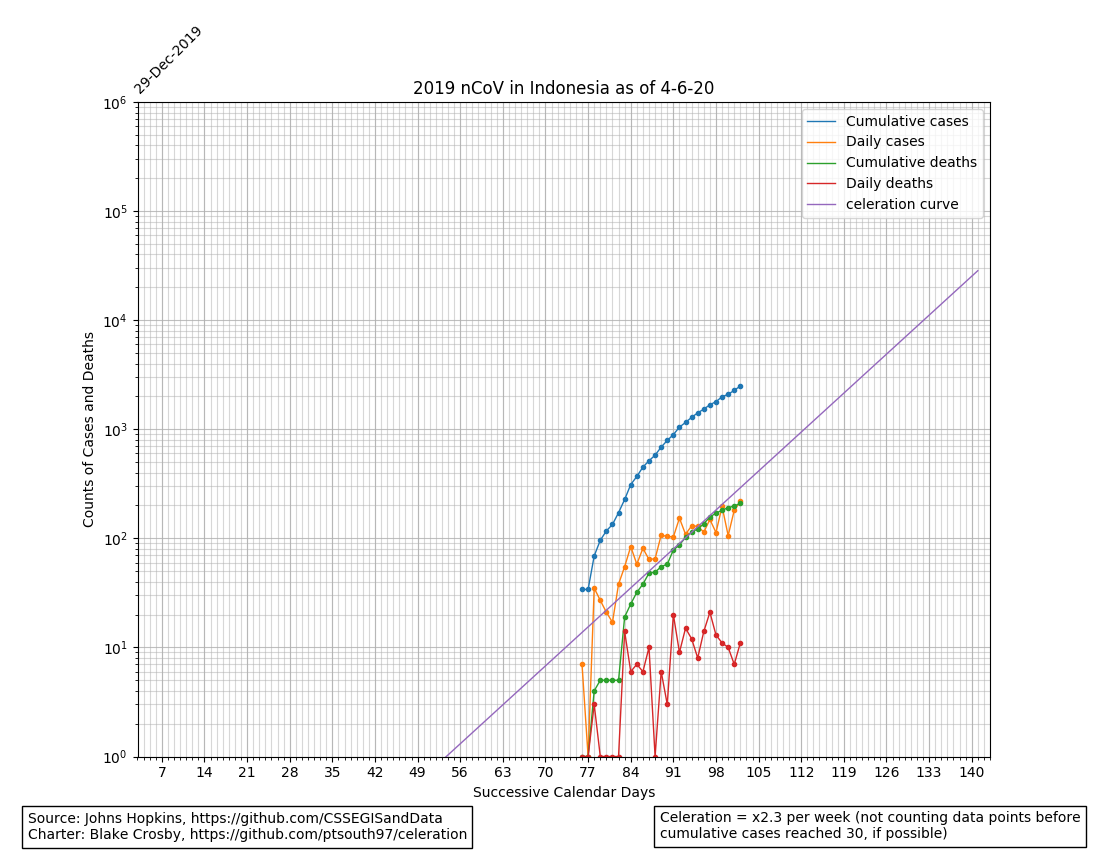 29-Dec-2019
2019 nCoV in Indonesia as of 4-6-20
10^6
10^5
10^4
10^3
10^2
10^1
10^0
Counts of Cases and Deaths
Cumulative cases
Daily cases
Cumulative deaths
Daily deaths
celeration curve
7 14 21 28 35 42 49 56 63 70 77 84 91 98 105 112 119 126 133 140
Successive Calendar Days
Source: Johns Hopkins, https://github.com/CSSEGISandData
Charter: Blake Crosby, https://github.com/ptsouth97/celeration
Celeration = x2.3 per week (not counting data points before
cumulative cases reached 30, if possible)